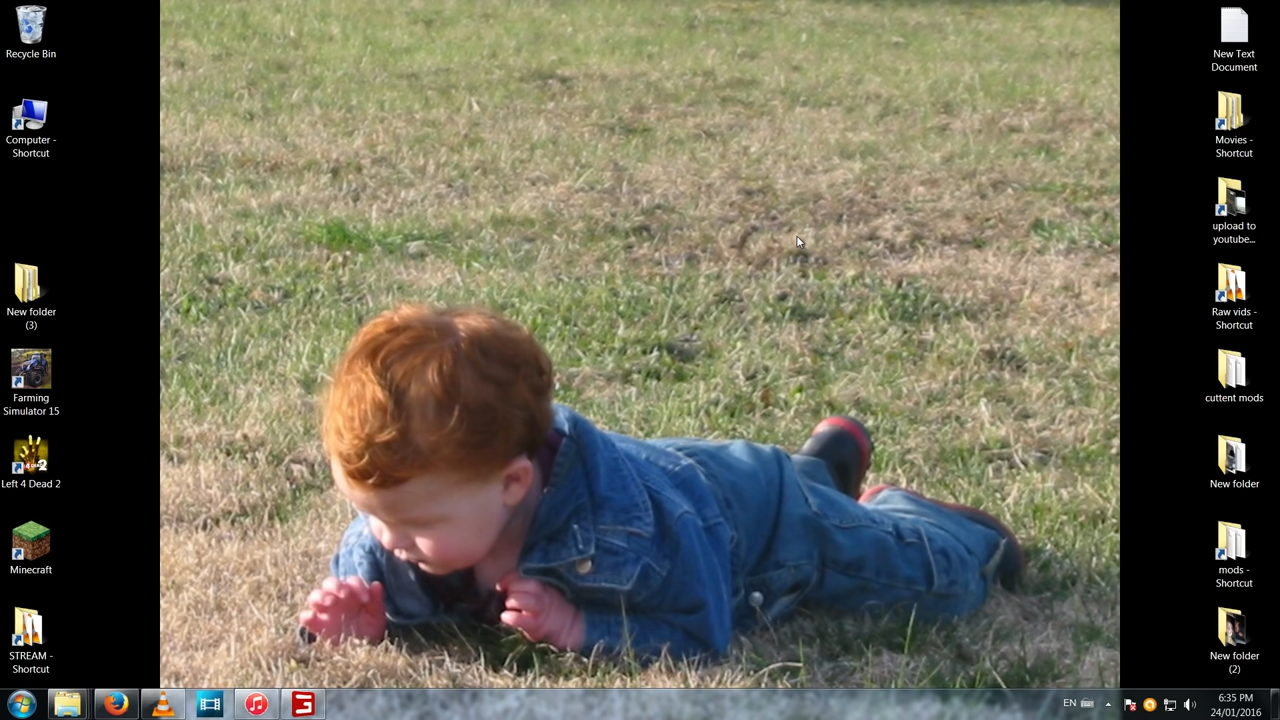 Recycle Bin
Computer -
Shortcut
New folder
(3)
Farming
Simulator 15
Left 4 Dead 2
Minecraft
STREAM -
Shortcut
New Text
Document
Movies -
Shortcut
upload to
youtube...
Raw vids -
Shortcut
cuttent mods
New folder
mods -
Shortcut
New folder
(2)
EN
6:35 PM
24/01/2016